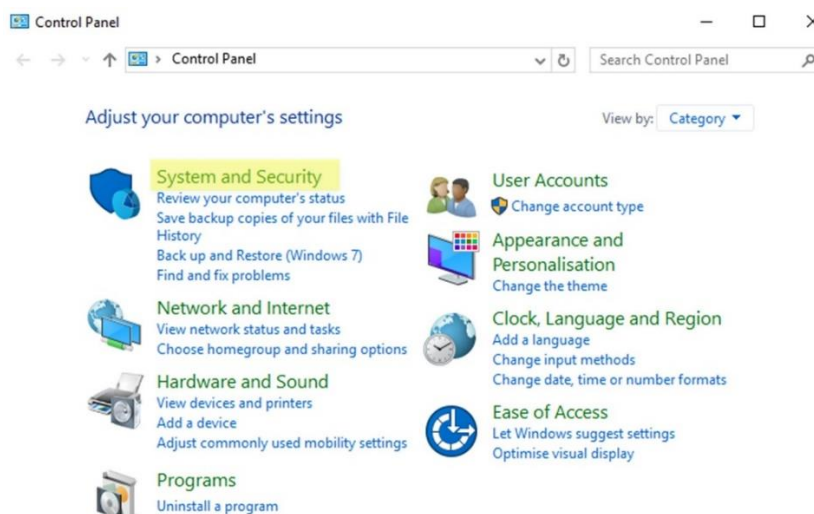 Control Panel
Control Panel
Search Control Panel
Adjust your computer's settings
View by: Category
System and Security
Review your computer's status
Save backup copies of your files with File
History
Back up and Restore (Windows 7)
Find and fix problems
Network and Internet
View network status and tasks
Choose homegroup and sharing options
Hardware and Sound
View devices and printers
Add a device
Adjust commonly used mobility settings
Programs
Uninstall a program
User Accounts
Change account type
Appearance and
Personalisation
Change the theme
Clock, Language and Region
Add a language
Change input methods
Change date, time or number formats
Ease of Access
Let Windows suggest settings
Optimise visual display